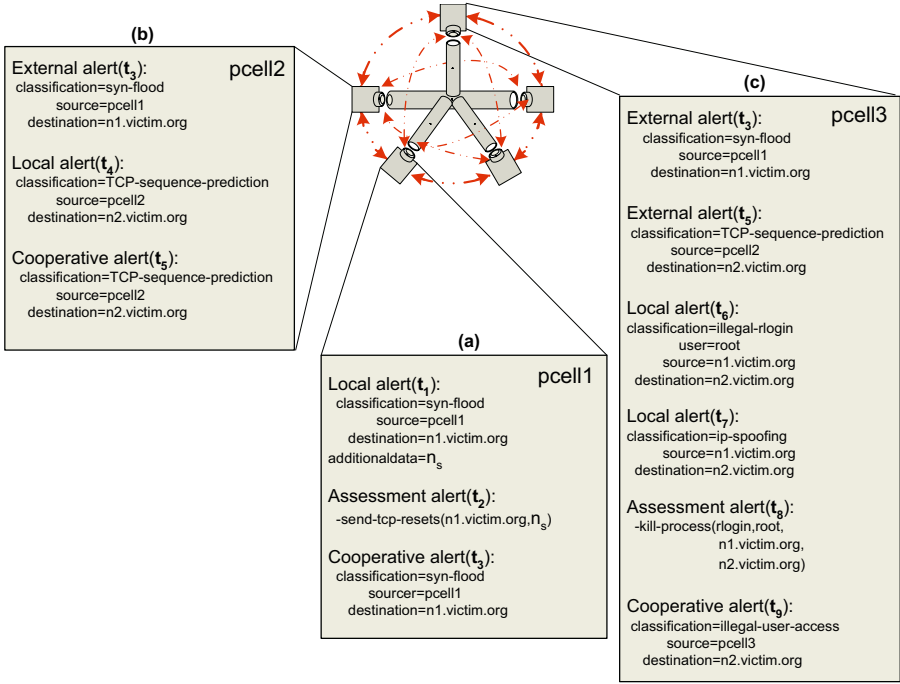 (b)
pcell2
External alert(t3):
classification=syn-flood
source=pcell1
destination=n1.victim.org
Local alert(t4):
classification=TCP-sequence-prediction
source=pcell2
destination=n2.victim.org
Cooperative alert(t5):
classification=TCP-sequence-prediction
source=pcell2
destination=n2.victim.org
(a)
pcell1
Local alert(t1):
classification=syn-flood
source=pcell1
destination=n1.victim.org
additionaldata=ns
Assessment alert(t2):
-send-tcp-resets(n1.victim.org,ns)
Cooperative alert(t3):
classification=syn-flood
sourcer=pcell1
destination=n1.victim.org
(c)
pcell3
External alert(t3):
classification=syn-flood
source=pcell1
destination=n1.victim.org
External alert(t5):
classification=TCP-sequence-prediction
source=pcell2
destination=n2.victim.org
Local alert(t6):
classification=illegal-rlogin
user=root
source=n1.victim.org
destination=n2.victim.org
Local alert(t7):
classification=ip-spoofing
source=n1.victim.org
destination=n2.victim.org
Assessment alert(t8):
-kill-process(rlogin,root,
n1.victim.org,
n2.victim.org)
Cooperative alert(t9):
classification=illegal-user-access
source=pcell3
destination=n2.victim.org